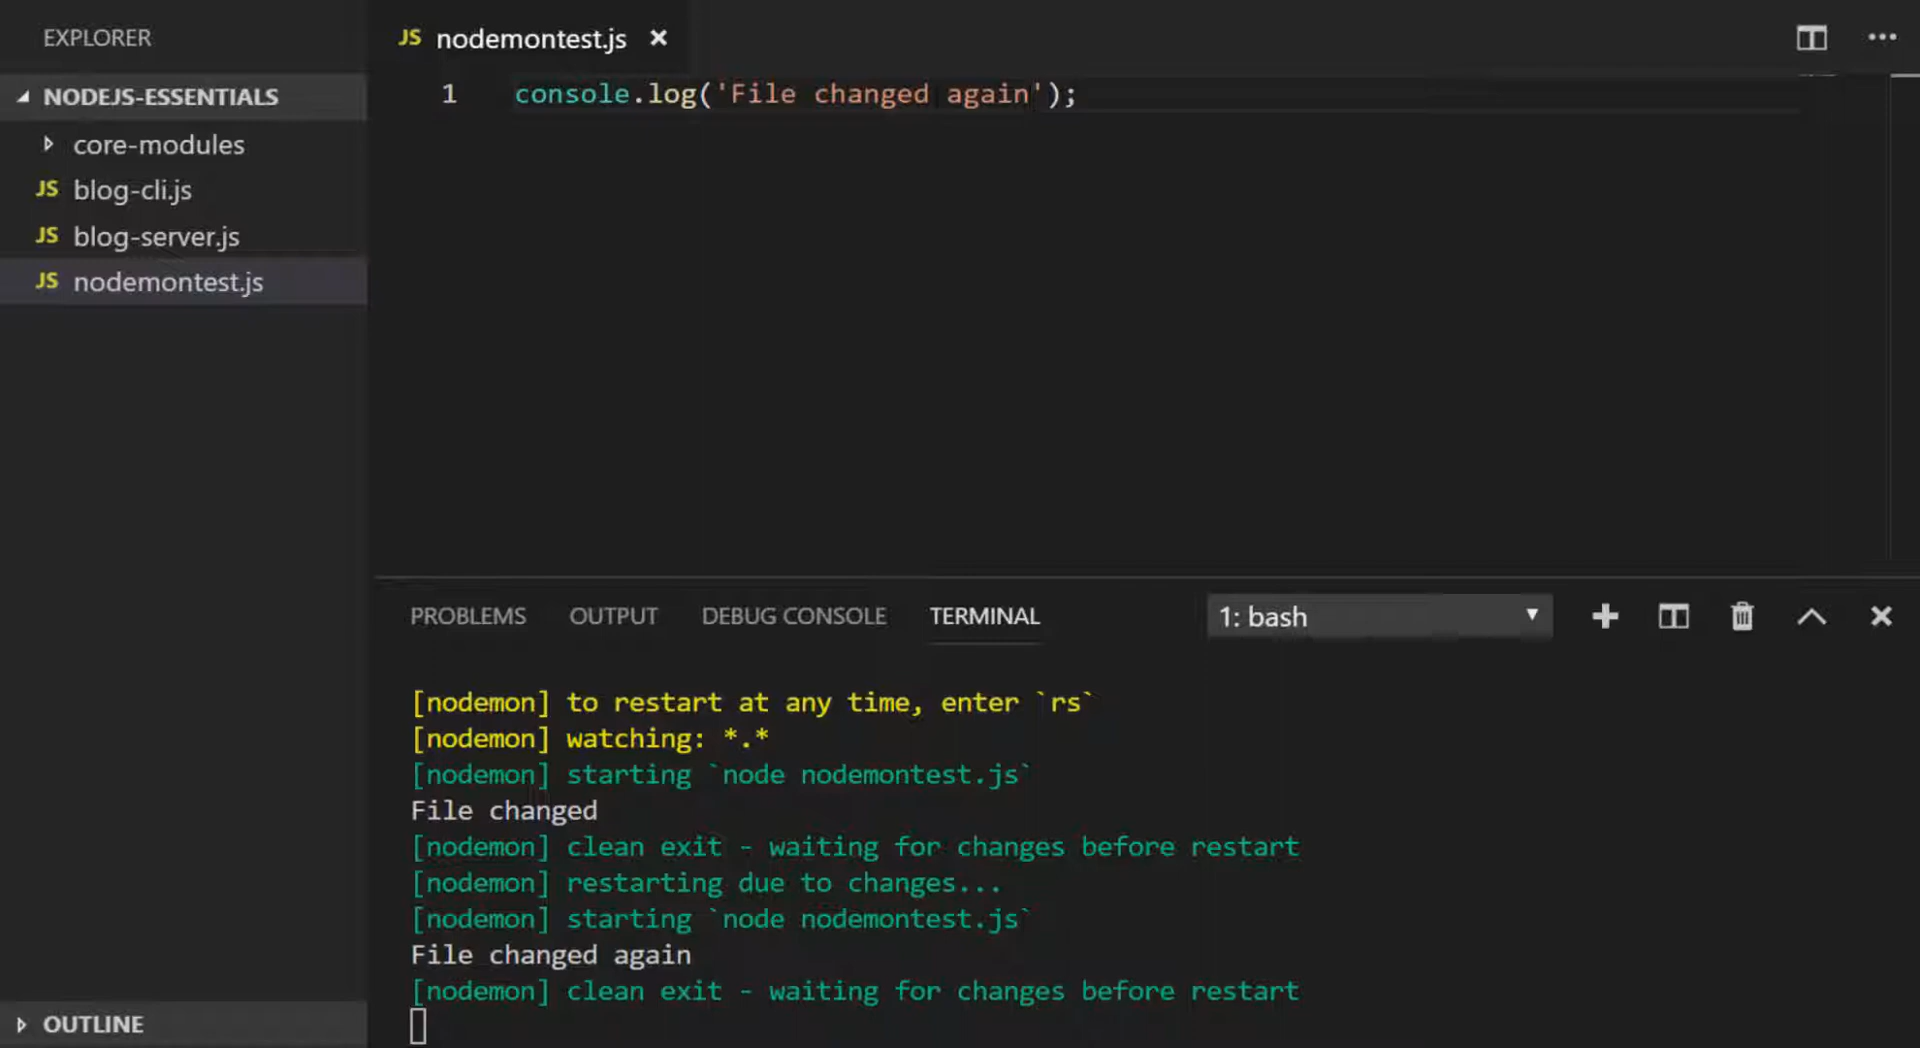 EXPLORER
NODEJS-ESSENTIALS
core-modules
JS blog-cli.js
JS blog-server.js
JS nodemontest.js
OUTLINE
JS nodemontest.js
1 console.log('File changed again');
PROBLEMS OUTPUT DEBUG CONSOLE TERMINAL 1: bash
[nodemon] to restart at any time, enter `rs`
[nodemon] watching: *.*
[nodemon] starting `node nodemontest.js`
File changed
[nodemon] clean exit - waiting for changes before restart
[nodemon] restarting due to changes...
[nodemon] starting `node nodemontest.js`
File changed again
[nodemon] clean exit - waiting for changes before restart